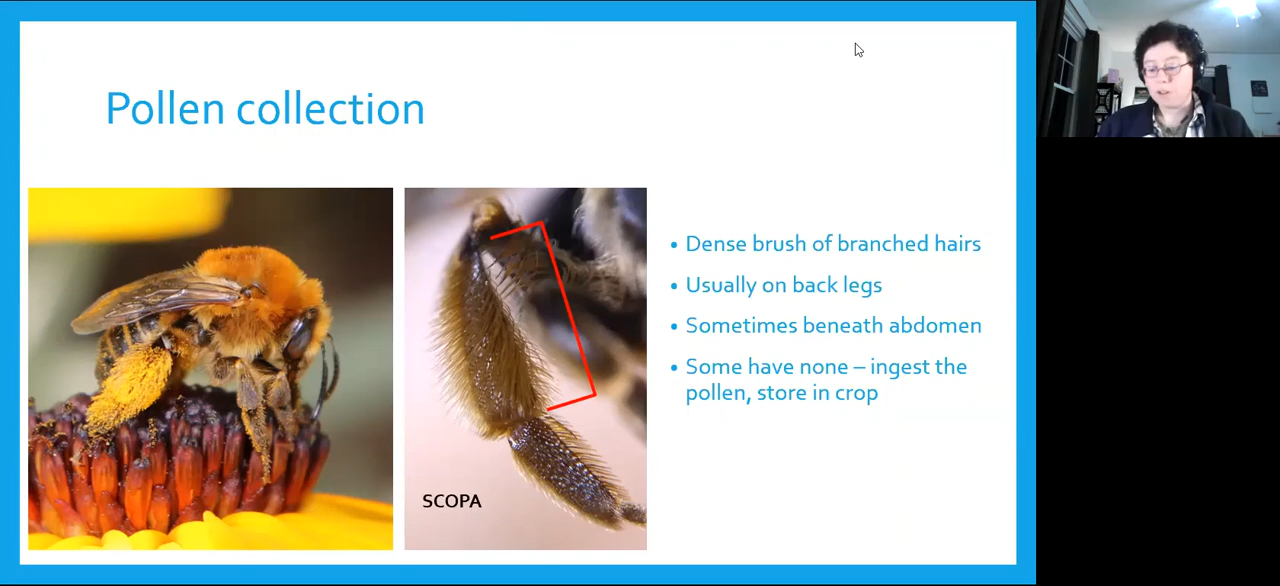 Pollen collection
• Dense brush of branched hairs
• Usually on back legs
• Sometimes beneath abdomen
• Some have none – ingest the
pollen, store in crop
SCOPA